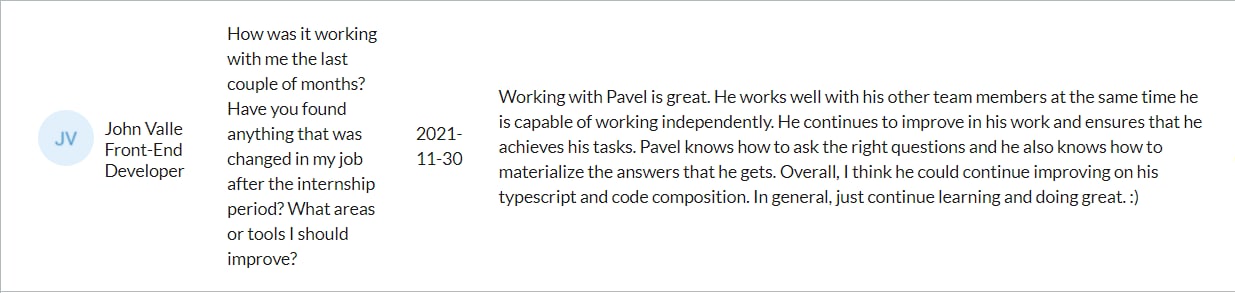 JV
John Valle
Front-End
Developer
How was it working
with me the last
couple of months?
Have you found
anything that was
changed in my job
after the internship
period? What areas
or tools I should
improve?
2021-
11-30
Working with Pavel is great. He works well with his other team members at the same time he
is capable of working independently. He continues to improve in his work and ensures that he
achieves his tasks. Pavel knows how to ask the right questions and he also knows how to
materialize the answers that he gets. Overall, I think he could continue improving on his
typescript and code composition. In general, just continue learning and doing great. :)